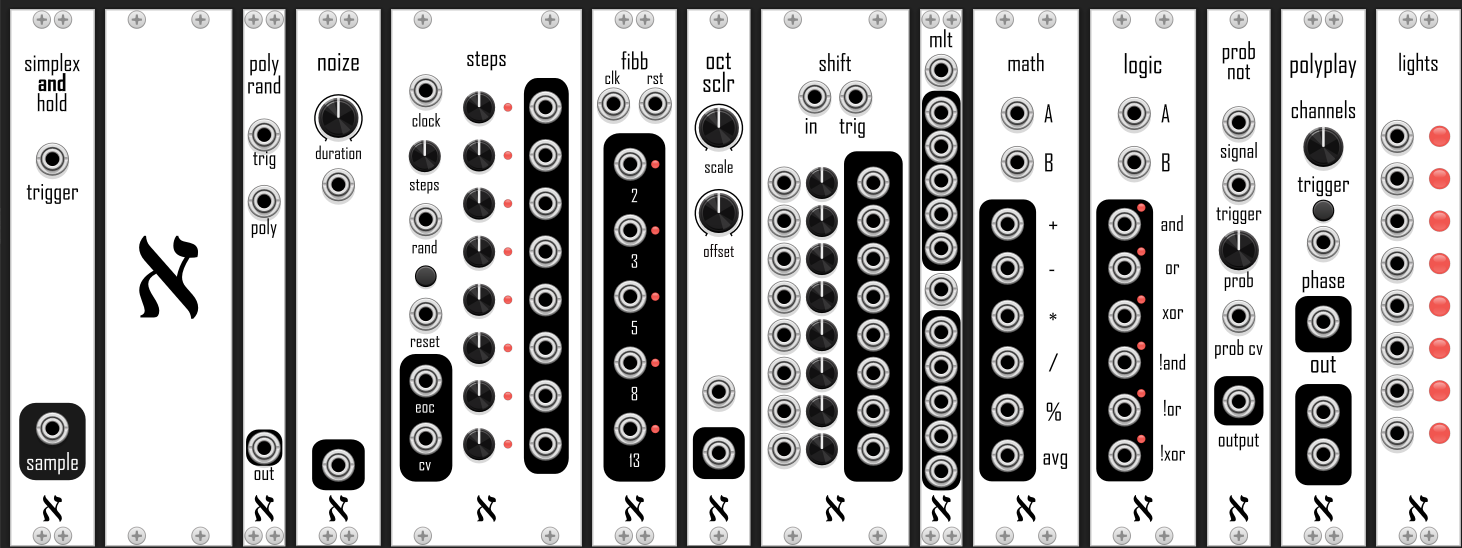 simplex
and
hold
trigger
sample
א
א
poly
rand
trig
poly
out
א
noize
duration
steps
clock
steps
rand
reset
eoc
cv
א
fibb
clk rst
2
3
5
8
13
א
oct
sclr
scale
offset
א
shift
in trig
א
mlt
א
math
A
B
+
-
*
/
%
avg
א
logic
A
B
and
or
xor
!and
!or
!xor
א
prob
not
signal
trigger
prob
prob cv
output
א
polyplay
channels
trigger
phase
out
א
lights
א